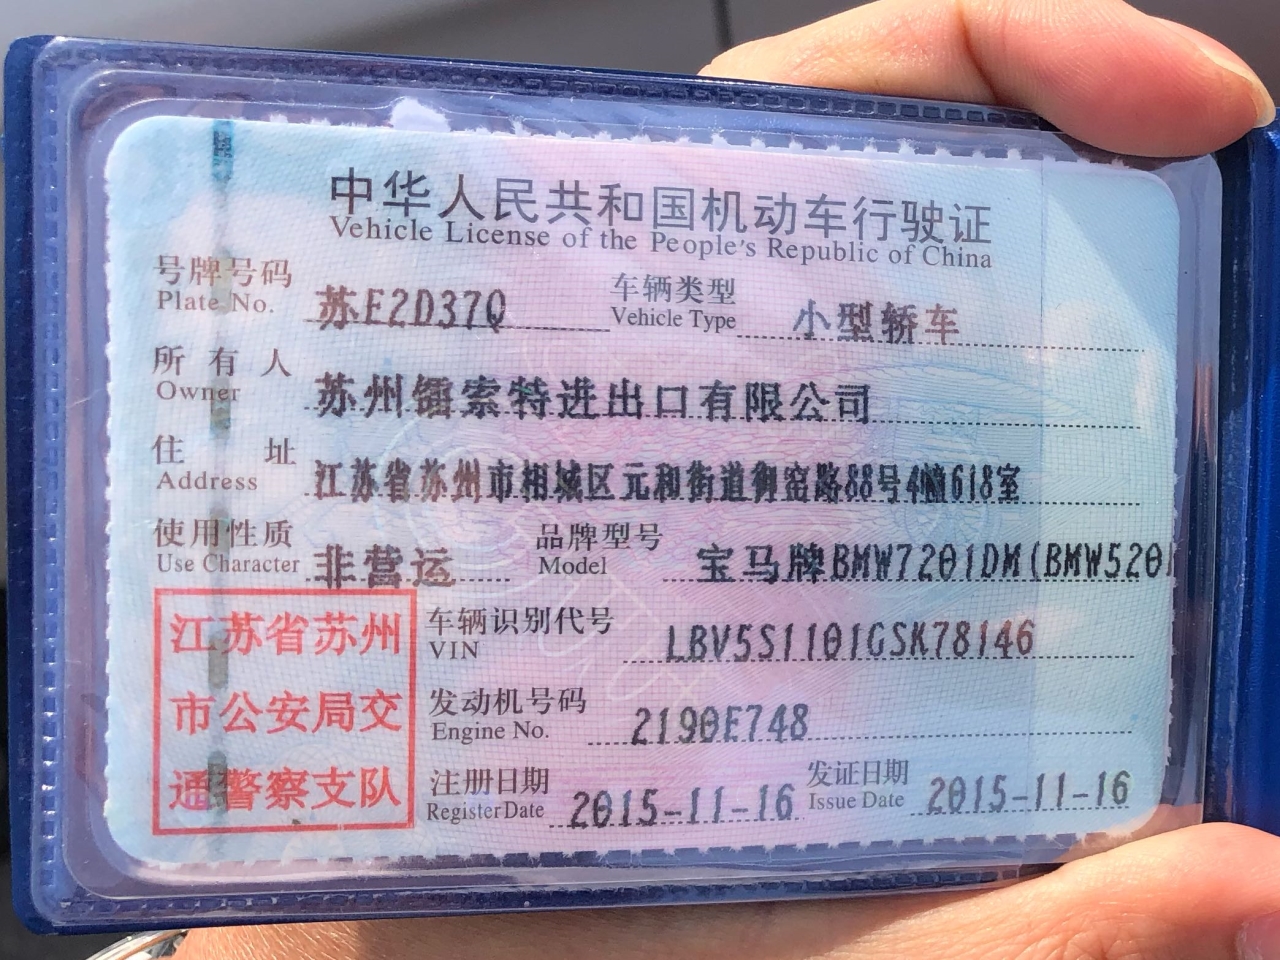 中华人民共和国机动车行驶证
Vehicle License of the People's Republic of China
号牌号码 苏E2D37Q 车辆类型 小型轿车
Plate No. Vehicle Type
所有人 苏州镏索特进出口有限公司
Owner
住址 江苏省苏州市相城区元和街道御窑路88号4幢618室
Address
使用性质 非营运 品牌型号 宝马牌BMW7201DM(BMW520
Use Character Model
江苏省苏州
市公安局交
通警察支队
车辆识别代号 LBV5S1101GSK78146
VIN
发动机号码 2190E748
Engine No.
注册日期 2015-11-16 发证日期 2015-11-16
Register Date Issue Date